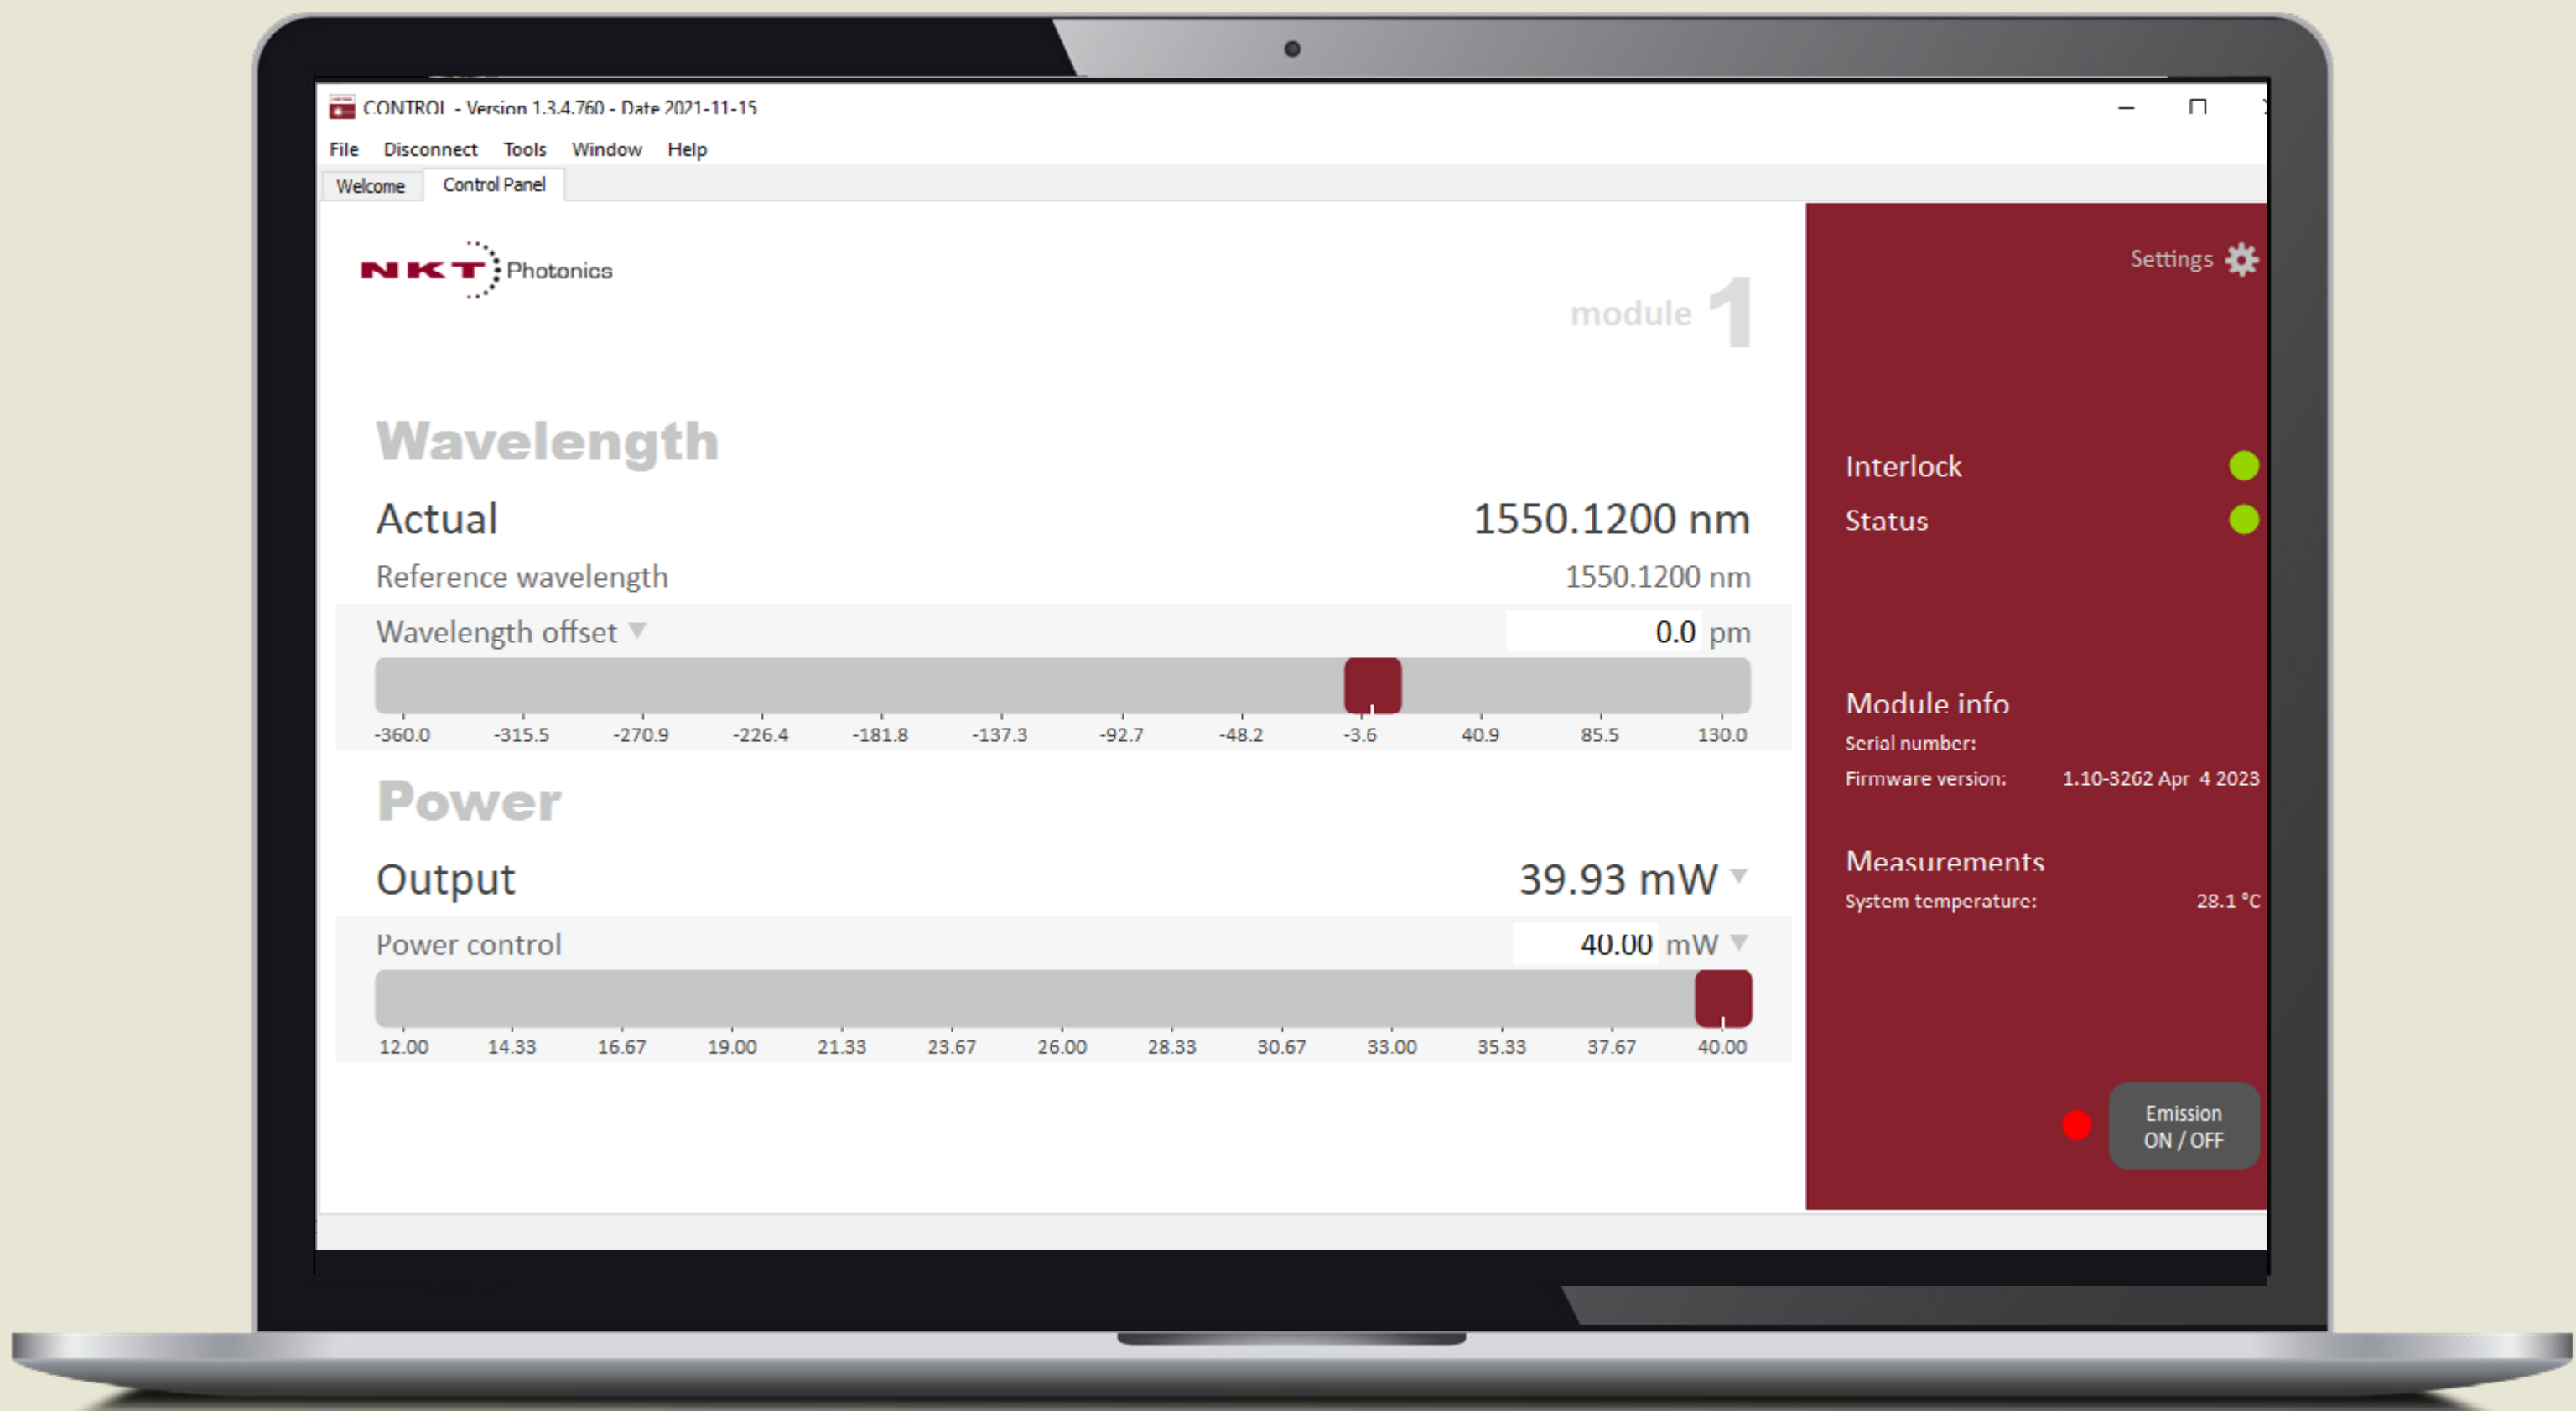 CONTROL - Version 1.3.4.760 - Date 2021-11-15
File Disconnect Tools Window Help
Welcome Control Panel
NKT Photonics
module 1
Wavelength
Actual 1550.1200 nm
Reference wavelength 1550.1200 nm
Wavelength offset 0.0 pm
-360.0 -315.5 -270.9 -226.4 -181.8 -137.3 -92.7 -48.2 -3.6 40.9 85.5 130.0
Power
Output 39.93 mW
Power control 40.00 mW
12.00 14.33 16.67 19.00 21.33 23.67 26.00 28.33 30.67 33.00 35.33 37.67 40.00
Settings
Interlock
Status
Module info
Serial number:
Firmware version: 1.10-3262 Apr 4 2023
Measurements
System temperature: 28.1 °C
Emission
ON / OFF